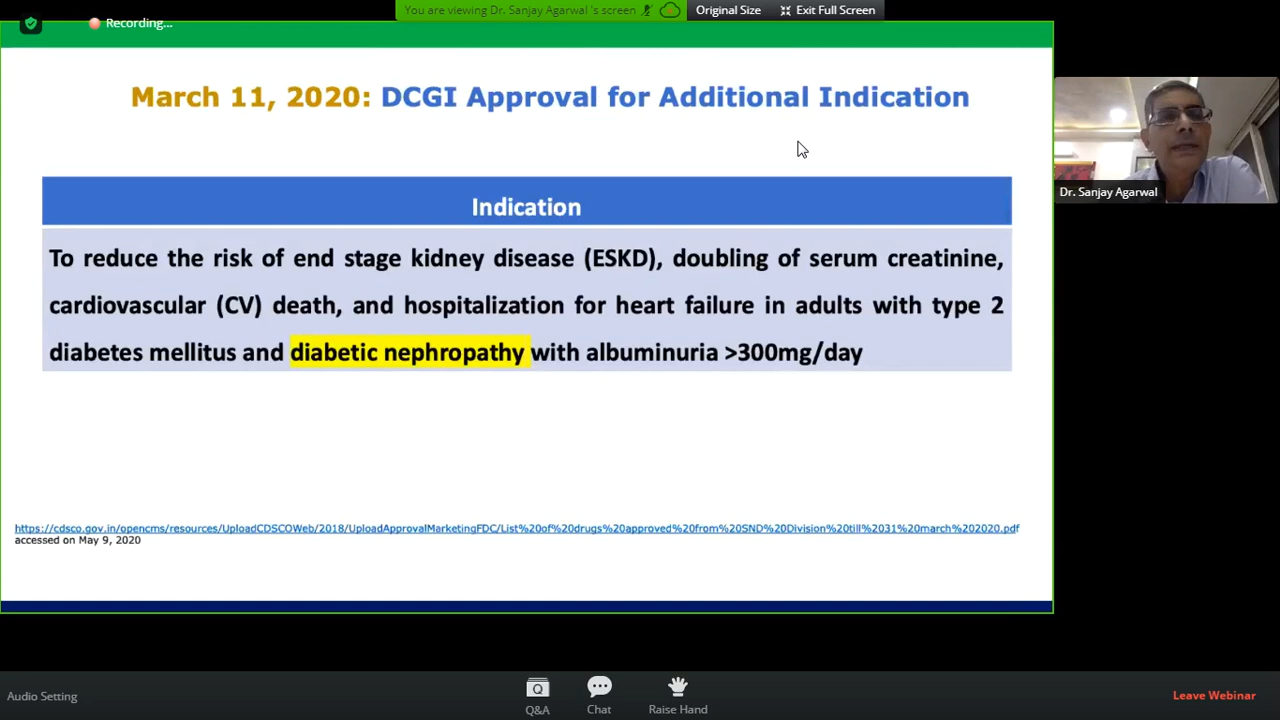 You are viewing Dr. Sanjay Agarwal 's screen
Original Size
Exit Full Screen
Recording...
March 11, 2020: DCGI Approval for Additional Indication
Indication
To reduce the risk of end stage kidney disease (ESKD), doubling of serum creatinine,
cardiovascular (CV) death, and hospitalization for heart failure in adults with type 2
diabetes mellitus and diabetic nephropathy with albuminuria >300mg/day
https://cdsco.gov.in/opencms/resources/UploadCDSCOWeb/2018/UploadApprovalMarketingFDC/List%20of%20drugs%20approved%20from%20SND%20Division%20till%2031%20march%202020.pdf
accessed on May 9, 2020
Dr. Sanjay Agarwal
Audio Setting
Q
Q&A
Chat
Raise Hand
Leave Webinar